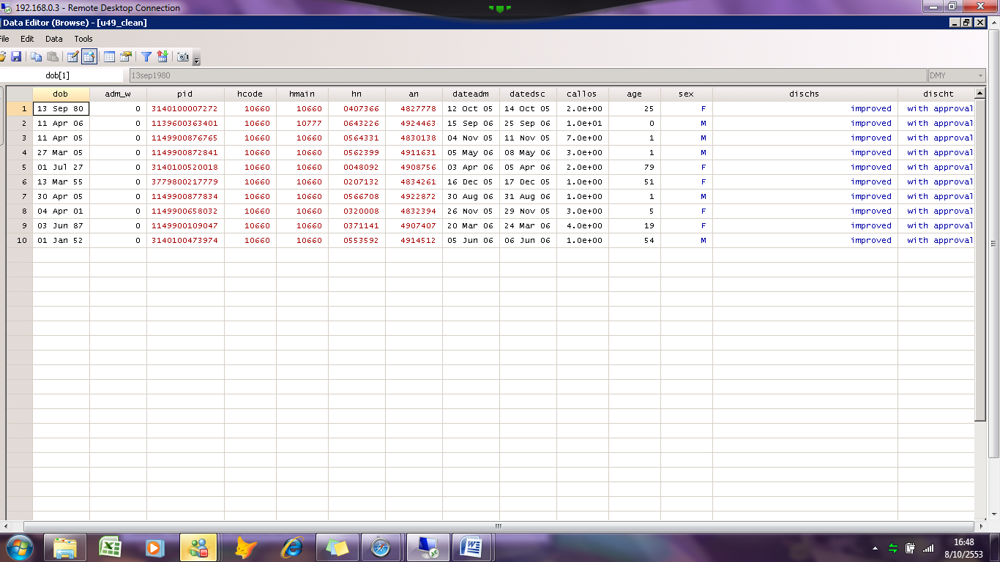 192.168.0.3 - Remote Desktop Connection
Data Editor (Browse) - [u49_clean]
File Edit Data Tools
dob[1] 13sep1980 DMY
dob adm_w pid hcode hmain hn an dateadm datedsc callos age sex dischs discht
1 13 Sep 80 0 3140100007272 10660 10660 0407366 4827778 12 Oct 05 14 Oct 05 2.0e+00 25 F improved with approval
2 11 Apr 06 0 1139600363401 10660 10777 0643226 4924463 15 Sep 06 25 Sep 06 1.0e+01 0 M improved with approval
3 11 Apr 05 0 1149900876765 10660 10660 0564331 4830138 04 Nov 05 11 Nov 05 7.0e+00 1 M improved with approval
4 27 Mar 05 0 1149900872841 10660 10660 0562399 4911631 05 May 06 08 May 06 3.0e+00 1 M improved with approval
5 01 Jul 27 0 3140100520018 10660 10660 0048092 4908756 03 Apr 06 05 Apr 06 2.0e+00 79 F improved with approval
6 13 Mar 55 0 3779800217779 10660 10660 0207132 4834261 16 Dec 05 17 Dec 05 1.0e+00 51 F improved with approval
7 30 Apr 05 0 1149900877834 10660 10660 0566708 4922872 30 Aug 06 31 Aug 06 1.0e+00 1 M improved with approval
8 04 Apr 01 0 1149900658032 10660 10660 0320008 4832394 26 Nov 05 29 Nov 05 3.0e+00 5 F improved with approval
9 03 Jun 87 0 1149900109047 10660 10660 0371141 4907407 20 Mar 06 24 Mar 06 4.0e+00 19 F improved with approval
10 01 Jan 52 0 3140100473974 10660 10660 0553592 4914512 05 Jun 06 06 Jun 06 1.0e+00 54 M improved with approval
16:48
8/10/2553